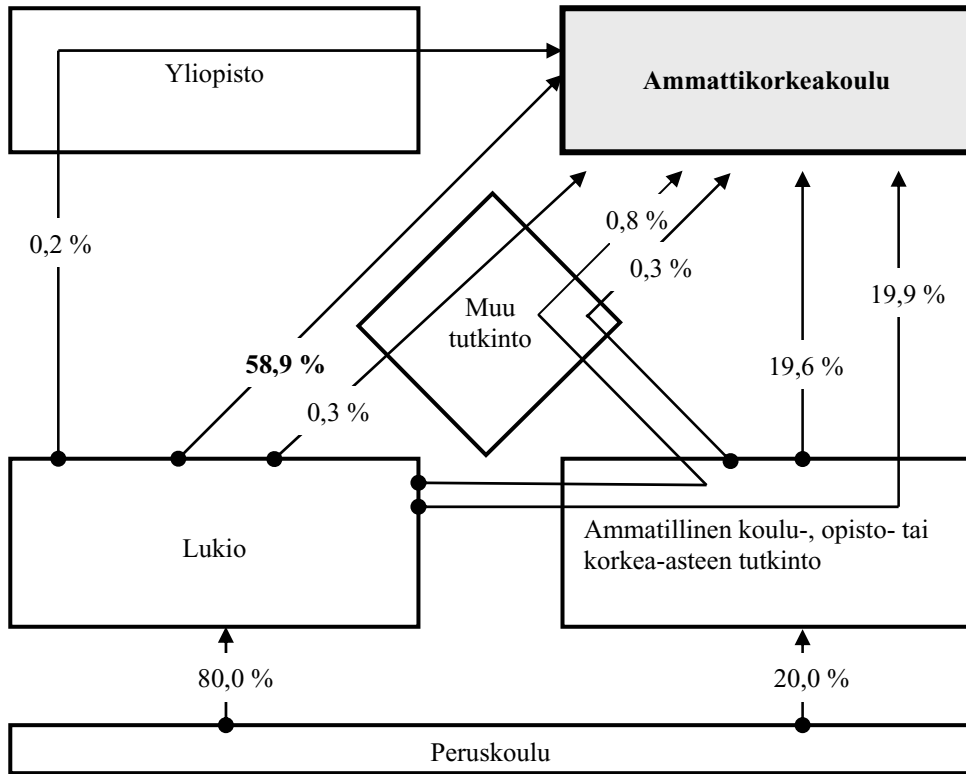 Yliopisto
Ammattikorkeakoulu
0,2 %
0,8 %
0,3 %
19,9 %
Muu
tutkinto
58,9 %
19,6 %
0,3 %
Lukio
Ammatillinen koulu-, opisto- tai
korkea-asteen tutkinto
80,0 %
20,0 %
Peruskoulu